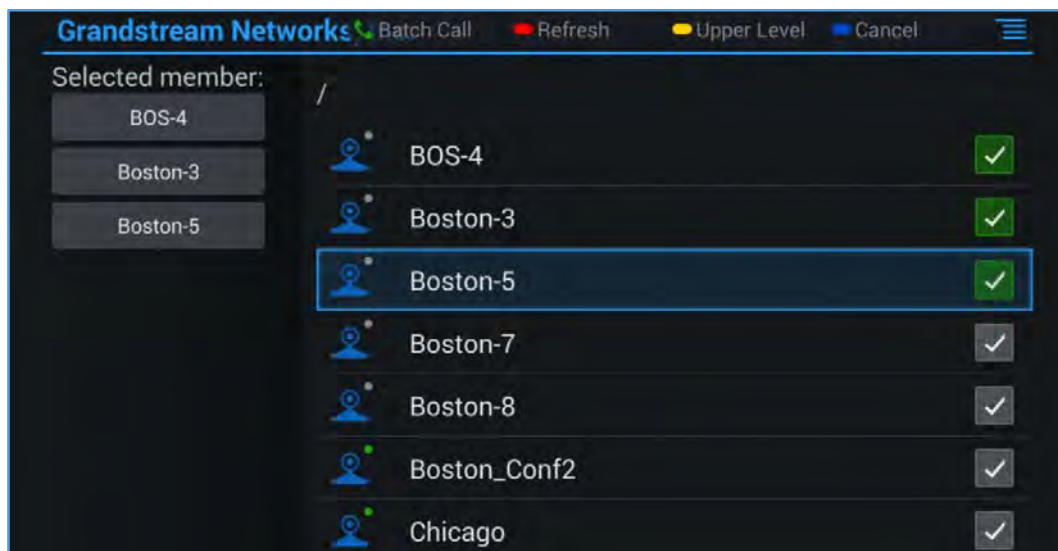 Grandstream Networks Batch Call Refresh Upper Level Cancel
Selected member:
BOS-4
Boston-3
Boston-5
/
BOS-4
Boston-3
Boston-5
Boston-7
Boston-8
Boston_Conf2
Chicago